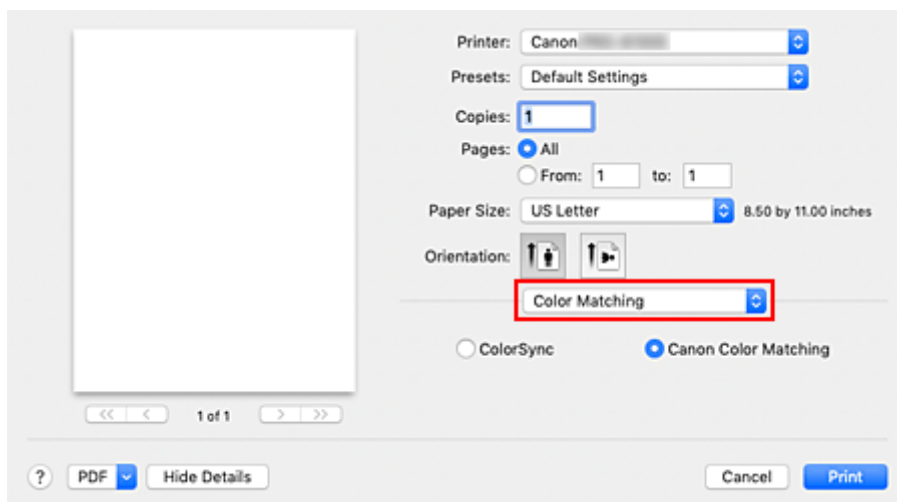 Printer: Canon
Presets: Default Settings
Copies: 1
Pages: All
From: 1 to: 1
Paper Size: US Letter 8.50 by 11.00 inches
Orientation:
Color Matching
ColorSync Canon Color Matching
<< < 1 of 1 > >>
? PDF Hide Details Cancel Print